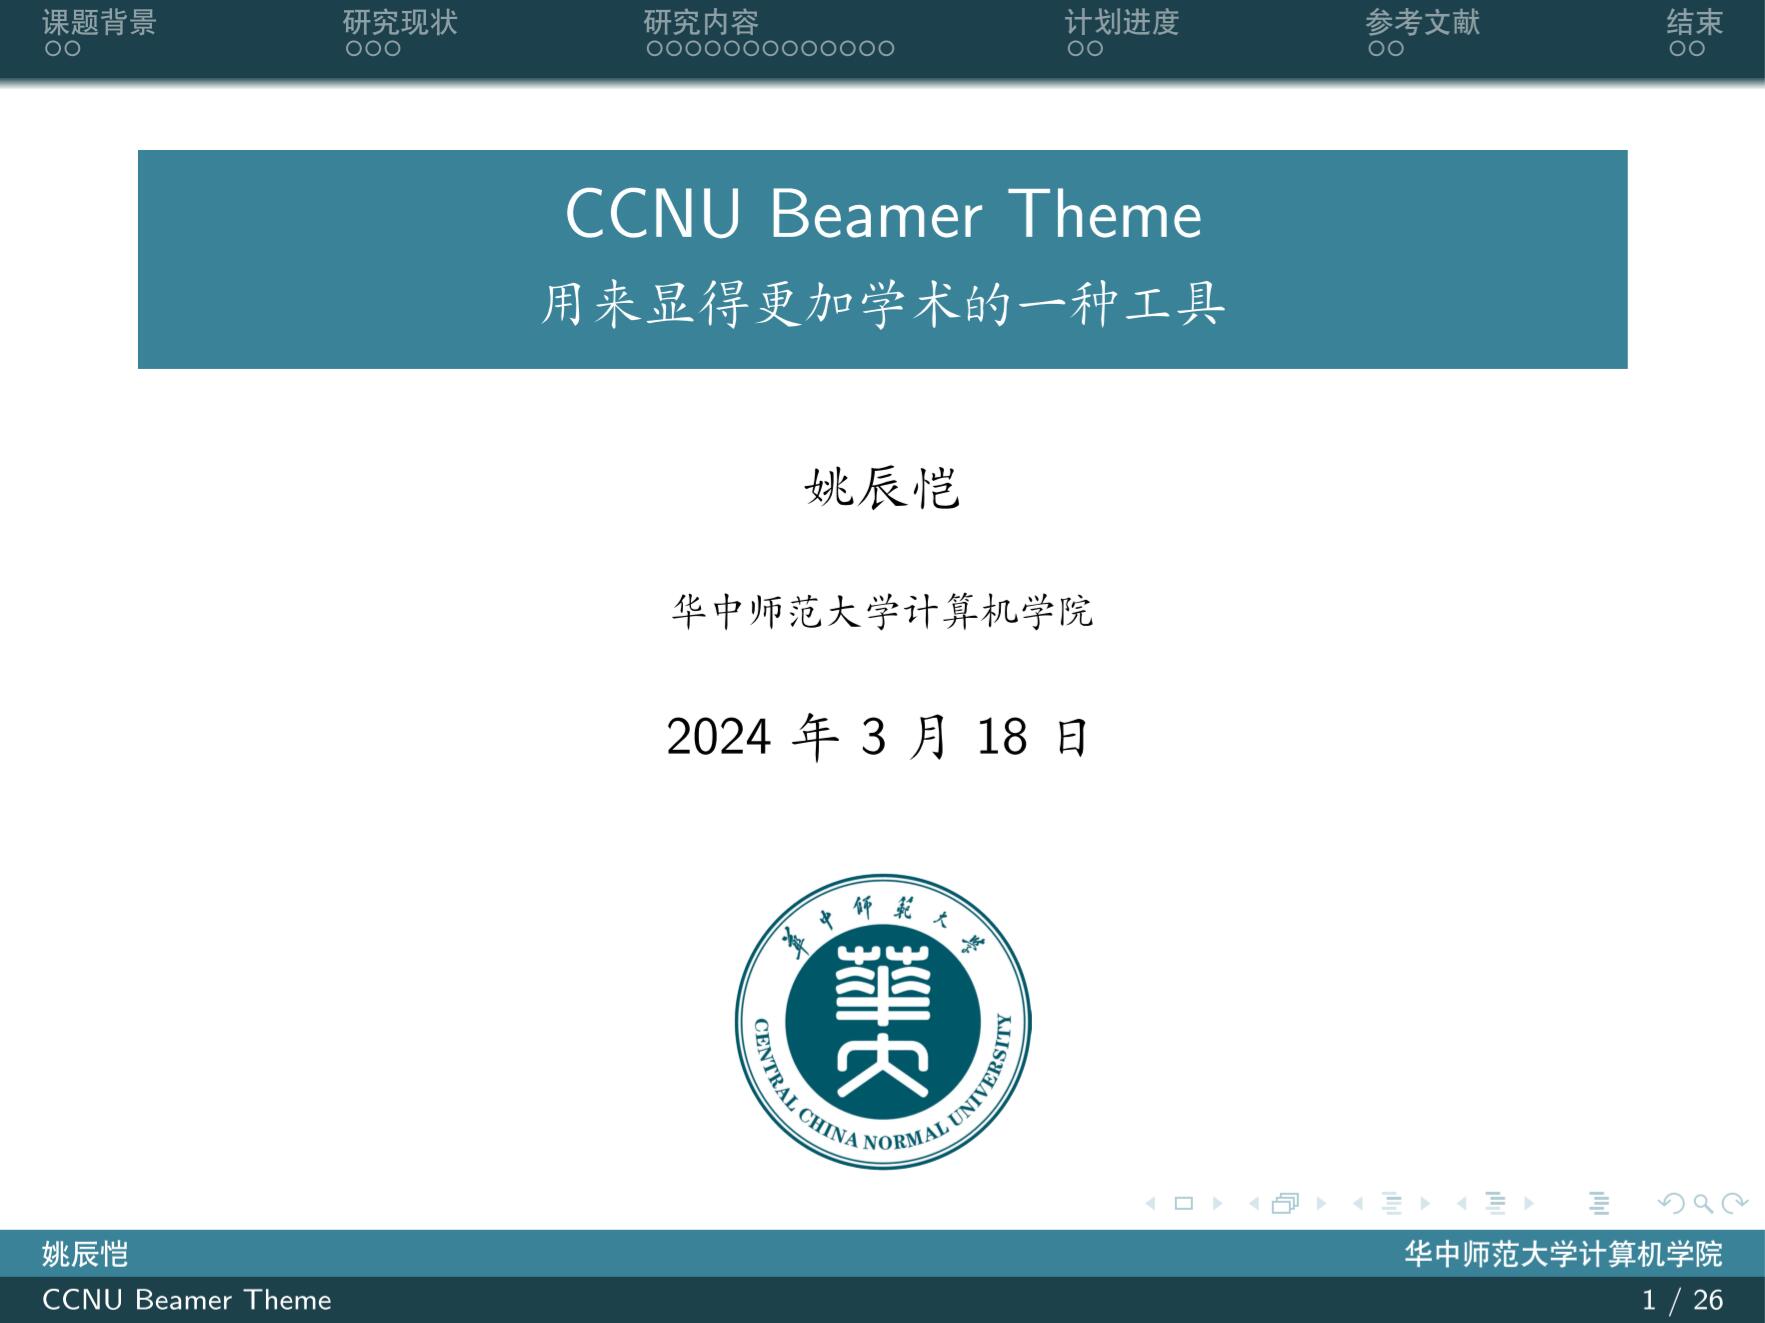 课题背景 研究现状 研究内容 计划进度 参考文献 结束
CCNU Beamer Theme
用来显得更加学术的一种工具
姚辰恺
华中师范大学计算机学院
2024 年 3 月 18 日
華中師範大學
華大
CENTRAL CHINA NORMAL UNIVERSITY
姚辰恺 华中师范大学计算机学院
CCNU Beamer Theme 1 / 26